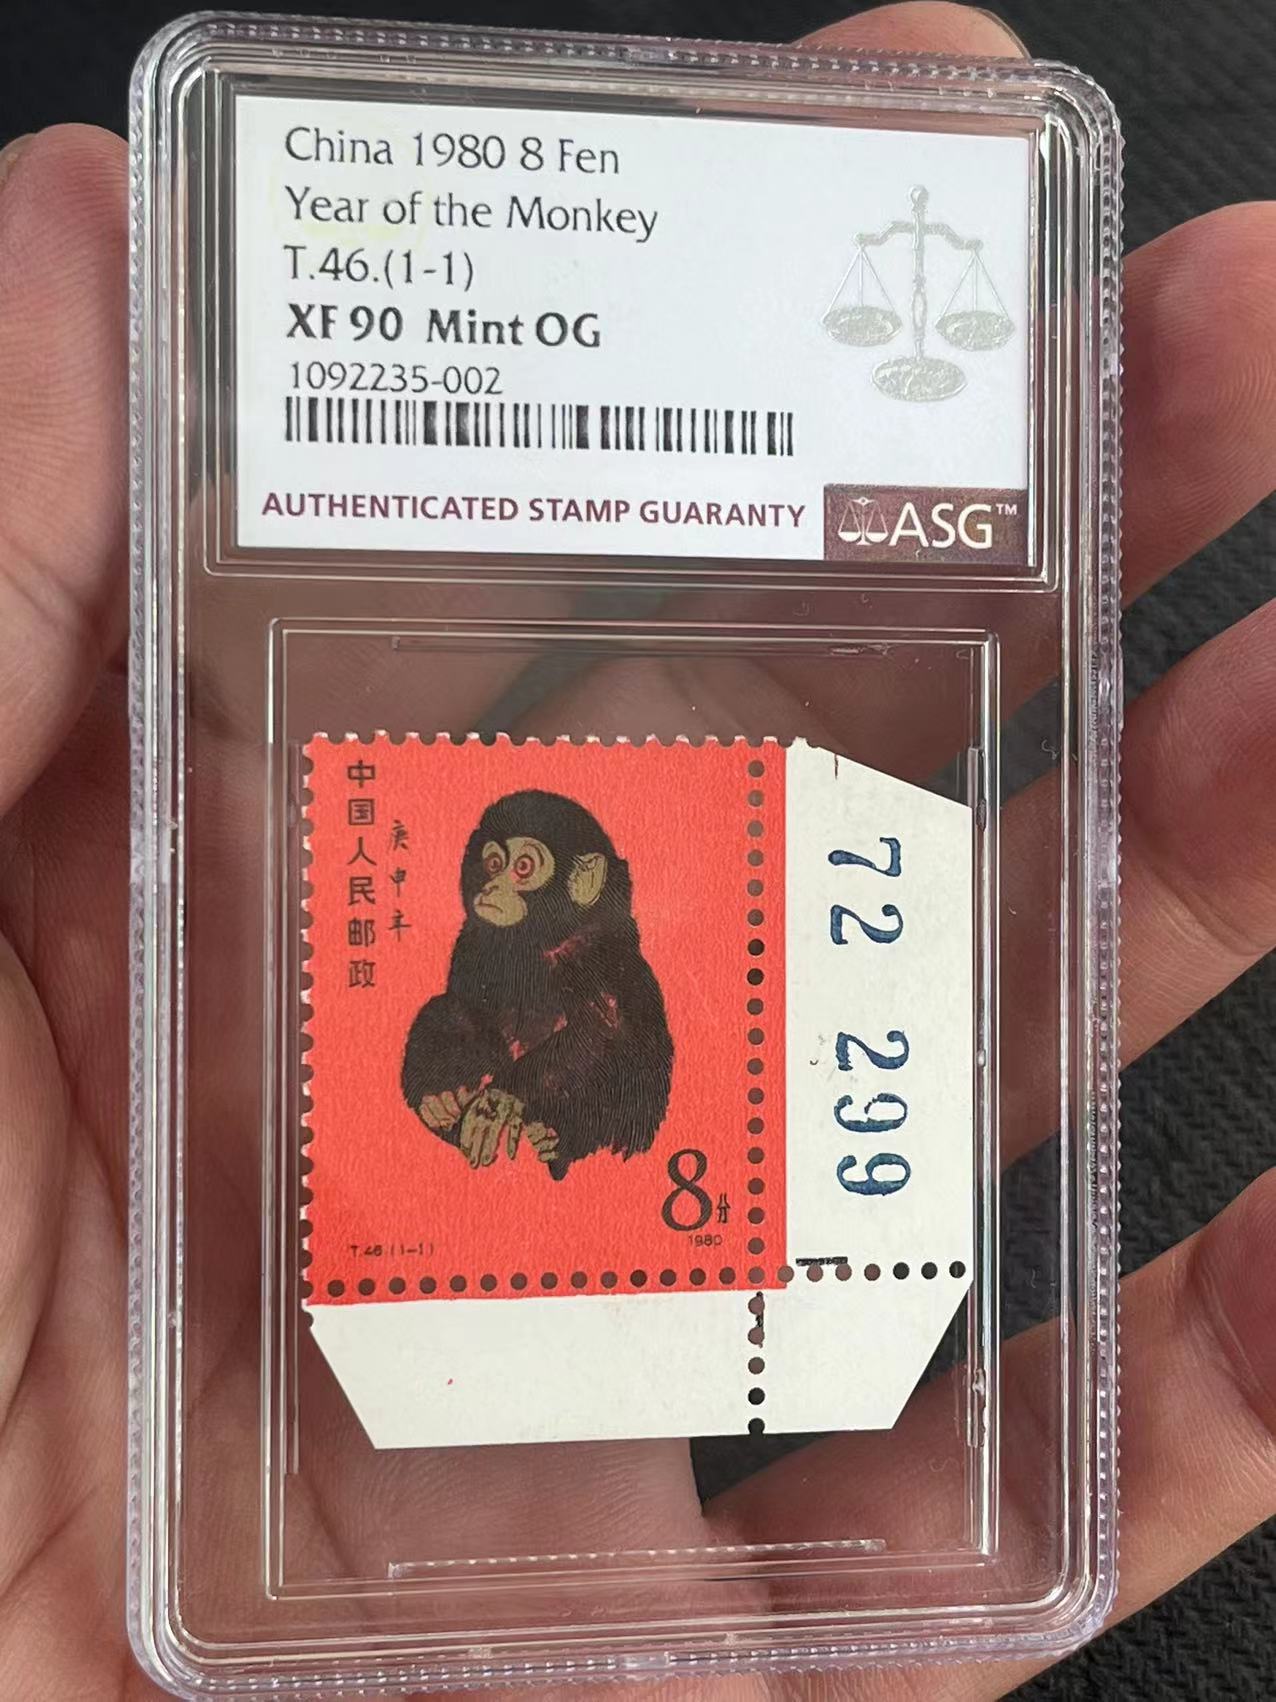 China 1980 8 Fen
Year of the Monkey
T.46.(1-1)
XF 90 Mint OG
1092235-002
AUTHENTICATED STAMP GUARANTY
ASG™
中国人民邮政
庚申年
8分
1980
T.46.(1-1)
72 299